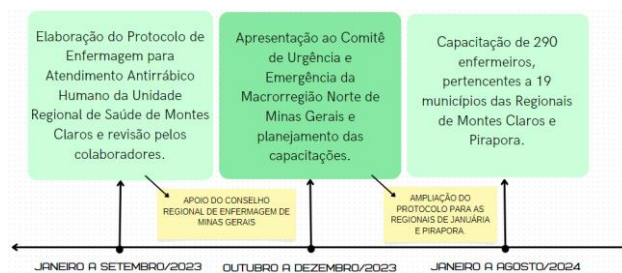 Elaboração do Protocolo de
Enfermagem para
Atendimento Antirrábico
Humano da Unidade
Regional de Saúde de Montes
Claros e revisão pelos
colaboradores.
Apresentação ao Comitê
de Urgência e
Emergência da
Macrorregião Norte de
Minas Gerais e
planejamento das
capacitações.
Capacitação de 290
enfermeiros,
pertencentes a 19
municípios das Regionais
de Montes Claros e
Pirapora.
APOIO DO CONSELHO
REGIONAL DE ENFERMAGEM DE
MINAS GERAIS
AMPLIAÇÃO DO
PROTOCOLO PARA AS
REGIONAIS DE JANUÁRIA
E PIRAPORA.
JANEIRO A SETEMBRO/2023
OUTUBRO A DEZEMBRO/2023
JANEIRO A AGOSTO/2024